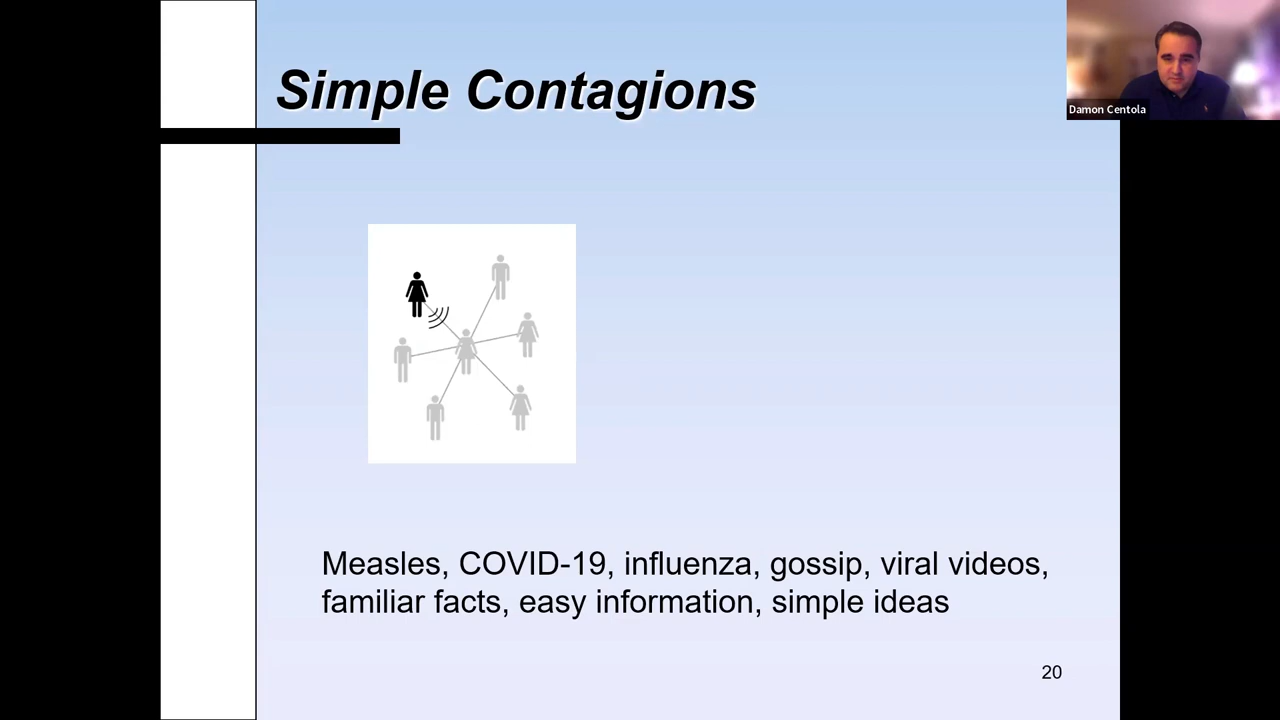 Simple Contagions
Damon Centola
Measles, COVID-19, influenza, gossip, viral videos,
familiar facts, easy information, simple ideas
20